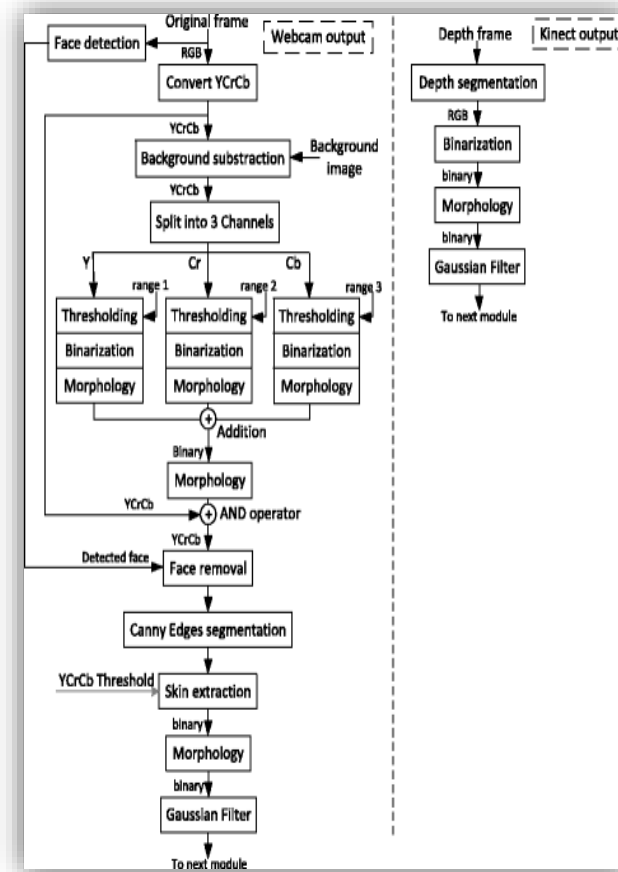 Original frame
Face detection
Webcam output
RGB
Convert YCrCb
YCrCb
Background substraction
Background
image
YCrCb
Split into 3 Channels
Y
Cr
Cb
range 1
range 2
range 3
Thresholding
Thresholding
Thresholding
Binarization
Binarization
Binarization
Morphology
Morphology
Morphology
Addition
Binary
Morphology
YCrCb
AND operator
YCrCb
Detected face
Face removal
Canny Edges segmentation
YCrCb Threshold
Skin extraction
binary
Morphology
binary
Gaussian Filter
To next module
Depth frame
Kinect output
Depth segmentation
RGB
Binarization
binary
Morphology
binary
Gaussian Filter
To next module